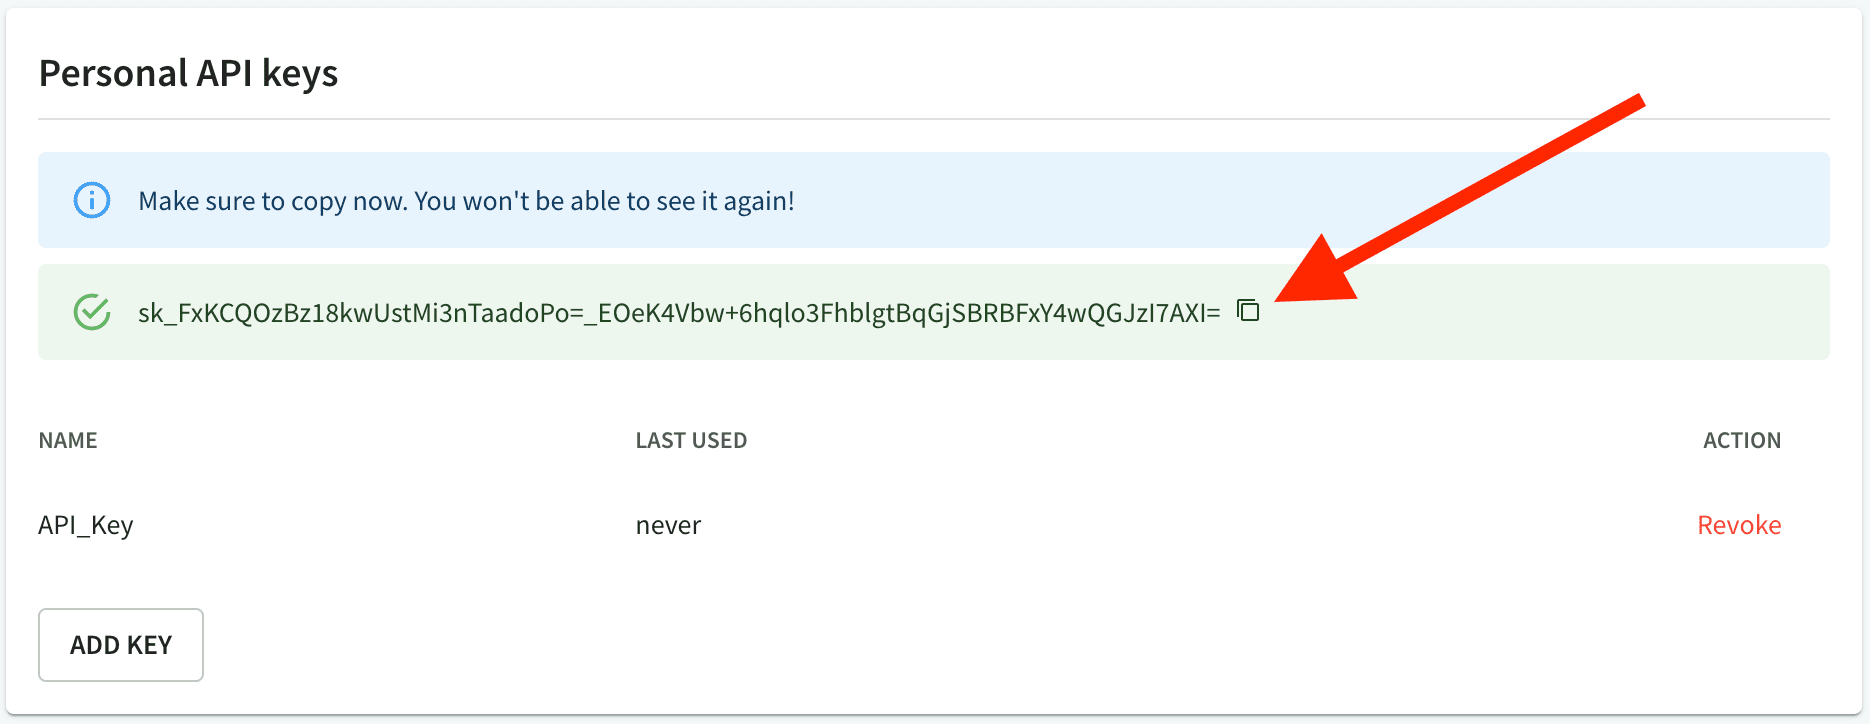 Personal API keys
Make sure to copy now. You won't be able to see it again!
sk_FxKCQOzBz18kwUstMi3nTaadoPo=_EOeK4Vbw+6hqlo3FhblgtBqGjSBRBFxY4wQGJzI7AXI=
NAME LAST USED ACTION
API_Key never Revoke
ADD KEY